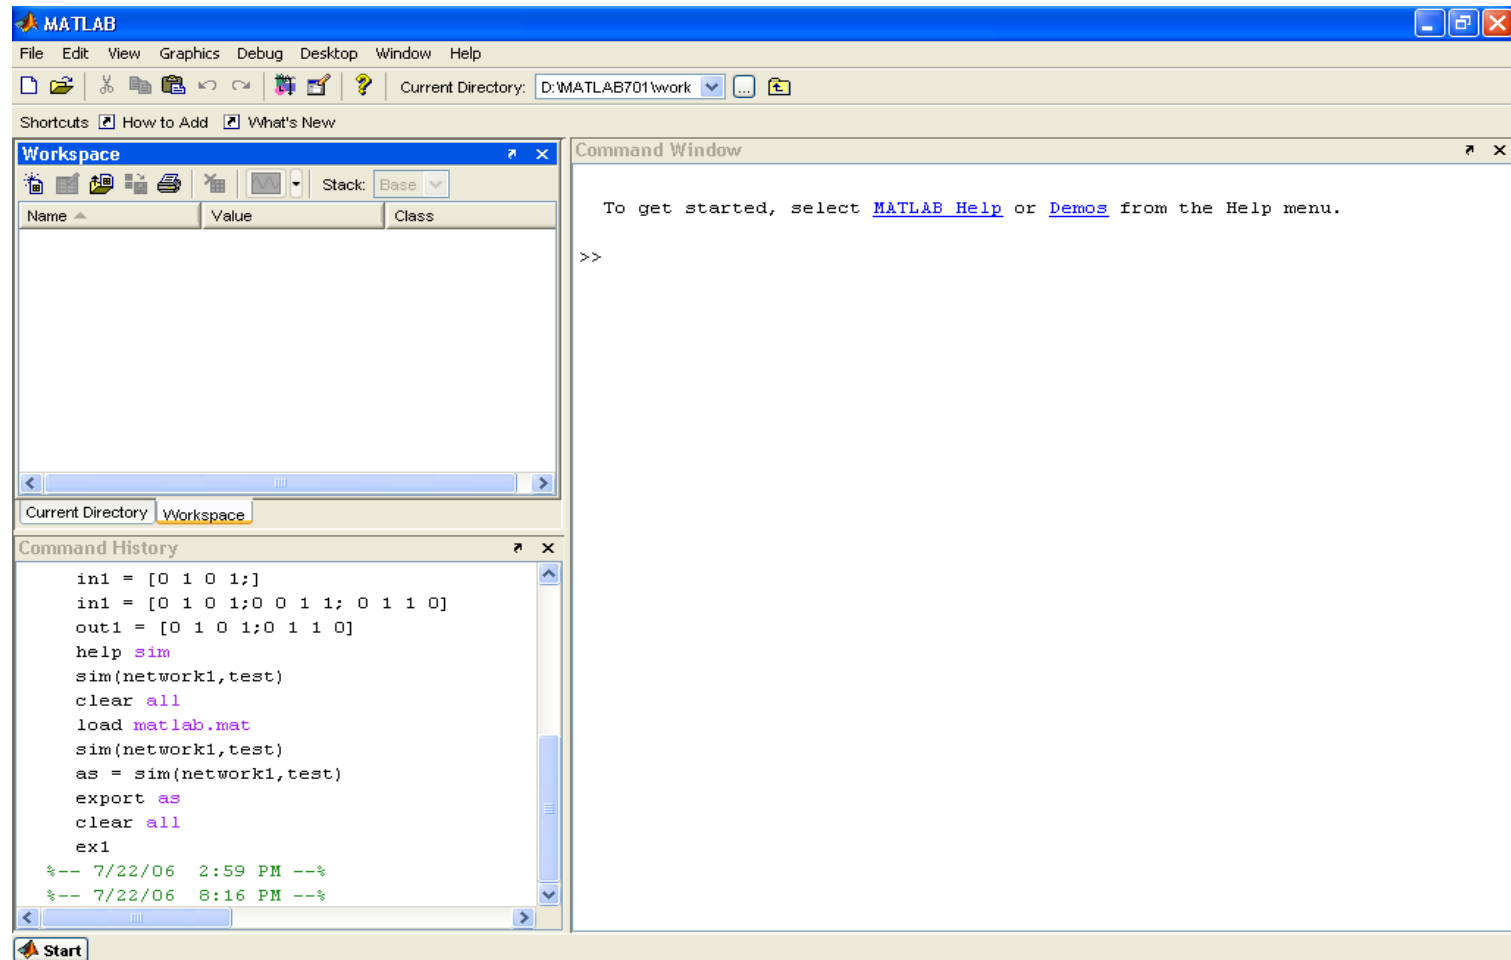 MATLAB
File Edit View Graphics Debug Desktop Window Help
Current Directory: D:\MATLAB701\work ...
Shortcuts How to Add What's New
Workspace
Stack: Base
Name Value Class
Current Directory Workspace
Command History
in1 = [0 1 0 1;]
in1 = [0 1 0 1;0 0 1 1; 0 1 1 0]
out1 = [0 1 0 1;0 1 1 0]
help sim
sim(network1,test)
clear all
load matlab.mat
sim(network1,test)
as = sim(network1,test)
export as
clear all
ex1
%-- 7/22/06  2:59 PM --%
%-- 7/22/06  8:16 PM --%
Command Window
To get started, select MATLAB Help or Demos from the Help menu.
>>
Start